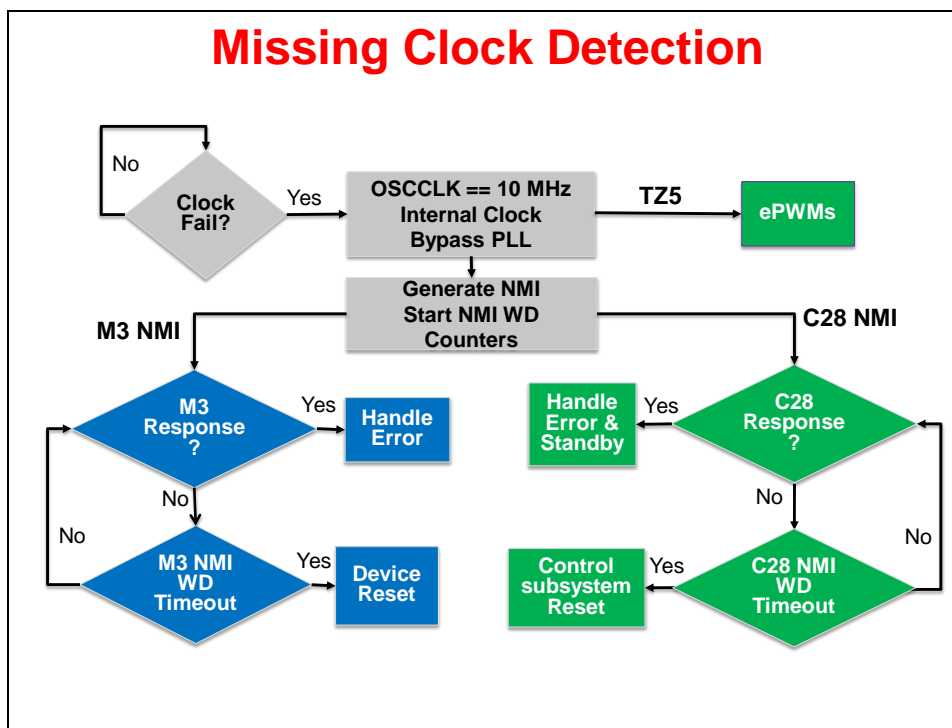 Missing Clock Detection
No
Clock
Fail?
Yes
OSCCLK == 10 MHz
Internal Clock
Bypass PLL
TZ5
ePWMs
Generate NMI
Start NMI WD
Counters
M3 NMI
C28 NMI
M3
Response
?
Yes
Handle
Error
Handle
Error &
Standby
Yes
C28
Response
?
No
No
No
No
M3 NMI
WD
Timeout
Yes
Device
Reset
Control
subsystem
Reset
Yes
C28 NMI
WD
Timeout